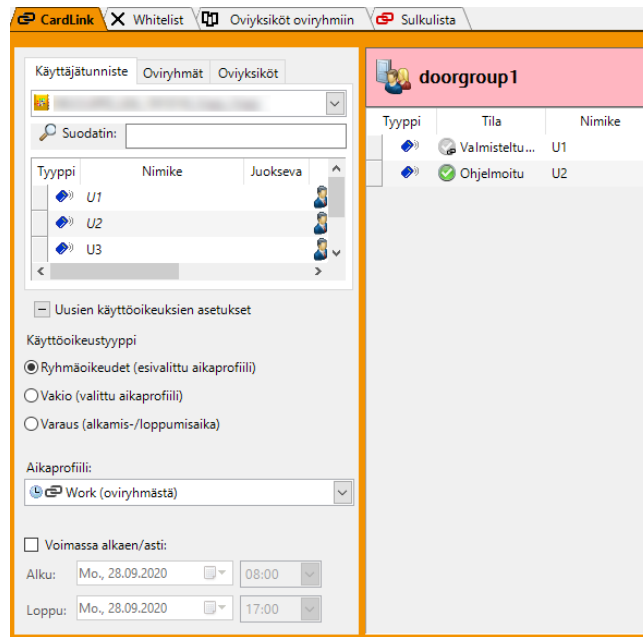 CardLink Whitelist Oviyksiköt oviryhmiin Sulkulista
Käyttäjätunniste Oviryhmät Oviyksiköt
Suodatin:
Tyyppi Nimike Juokseva
U1
U2
U3
Uusien käyttöoikeuksien asetukset
Käyttöoikeustyyppi
Ryhmäoikeudet (esivalittu aikaprofiili)
Vakio (valittu aikaprofiili)
Varaus (alkamis-/loppumisaika)
Aikaprofiili:
Work (oviryhmästä)
Voimassa alkaen/asti:
Alku: Mo., 28.09.2020 08:00
Loppu: Mo., 28.09.2020 17:00
doorgroup1
Tyyppi Tila Nimike
Valmisteltu... U1
Ohjelmoitu U2